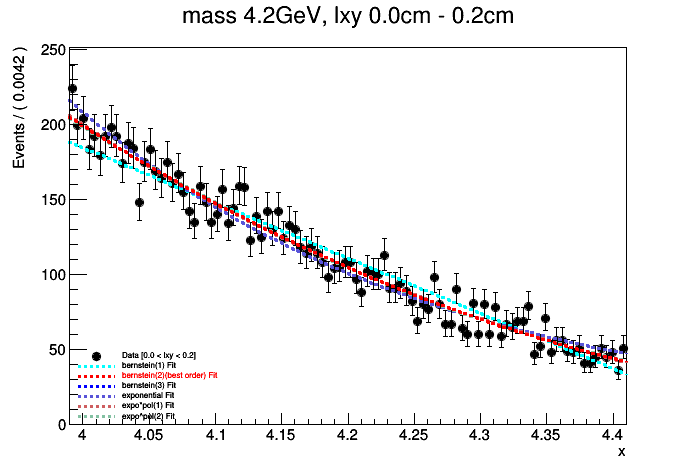 mass 4.2GeV, lxy 0.0cm - 0.2cm
Events / ( 0.0042 )
250
200
150
100
50
0
Data [0.0 < lxy < 0.2]
bernstein(1) Fit
bernstein(2)(best order) Fit
bernstein(3) Fit
exponential Fit
expo*pol(1) Fit
expo*pol(2) Fit
4 4.05 4.1 4.15 4.2 4.25 4.3 4.35 4.4
x